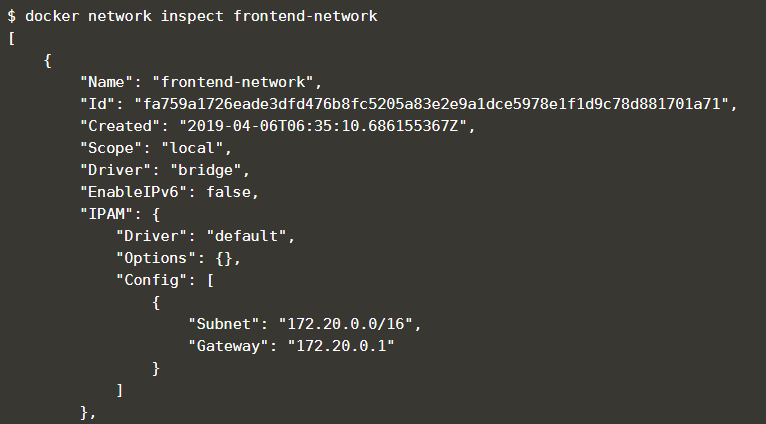 $ docker network inspect frontend-network
[
    {
        "Name": "frontend-network",
        "Id": "fa759a1726eade3dfd476b8fc5205a83e2e9a1dce5978e1f1d9c78d881701a71",
        "Created": "2019-04-06T06:35:10.686155367Z",
        "Scope": "local",
        "Driver": "bridge",
        "EnableIPv6": false,
        "IPAM": {
            "Driver": "default",
            "Options": {},
            "Config": [
                {
                    "Subnet": "172.20.0.0/16",
                    "Gateway": "172.20.0.1"
                }
            ]
        },